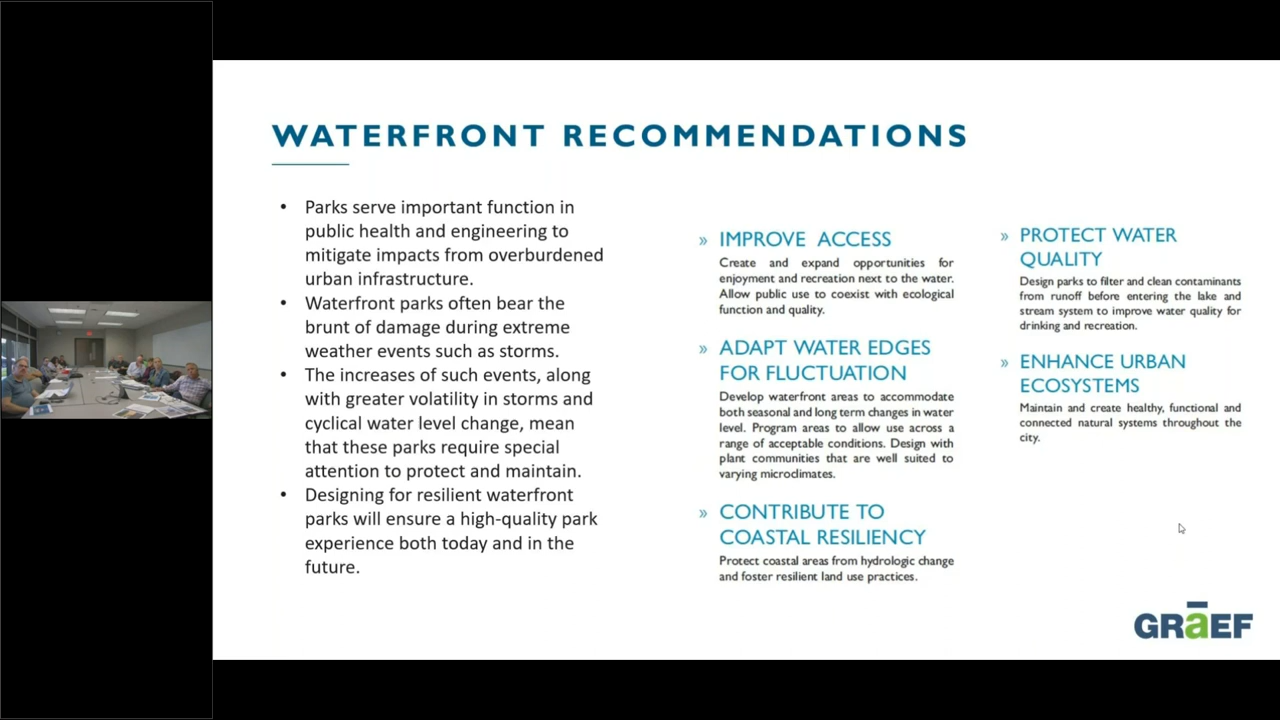 WATERFRONT RECOMMENDATIONS
• Parks serve important function in
public health and engineering to
mitigate impacts from overburdened
urban infrastructure.
• Waterfront parks often bear the
brunt of damage during extreme
weather events such as storms.
• The increases of such events, along
with greater volatility in storms and
cyclical water level change, mean
that these parks require special
attention to protect and maintain.
• Designing for resilient waterfront
parks will ensure a high-quality park
experience both today and in the
future.
» IMPROVE ACCESS
Create and expand opportunities for
enjoyment and recreation next to the water.
Allow public use to coexist with ecological
function and quality.
» ADAPT WATER EDGES
FOR FLUCTUATION
Develop waterfront areas to accommodate
both seasonal and long term changes in water
level. Program areas to allow use across a
range of acceptable conditions. Design with
plant communities that are well suited to
varying microclimates.
» CONTRIBUTE TO
COASTAL RESILIENCY
Protect coastal areas from hydrologic change
and foster resilient land use practices.
» PROTECT WATER
QUALITY
Design parks to filter and clean contaminants
from runoff before entering the lake and
stream system to improve water quality for
drinking and recreation.
» ENHANCE URBAN
ECOSYSTEMS
Maintain and create healthy, functional and
connected natural systems throughout the
city.
GRāEF